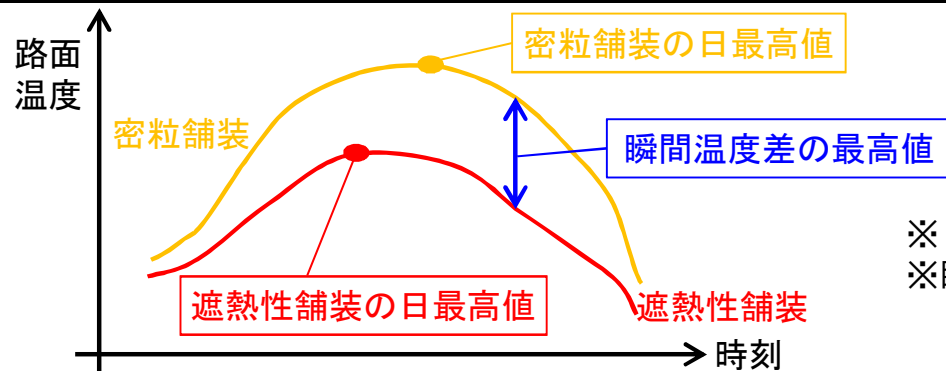 路面
温度
密粒舗装の日最高値
密粒舗装
瞬間温度差の最高値
※
※
遮熱性舗装の日最高値
遮熱性舗装
時刻